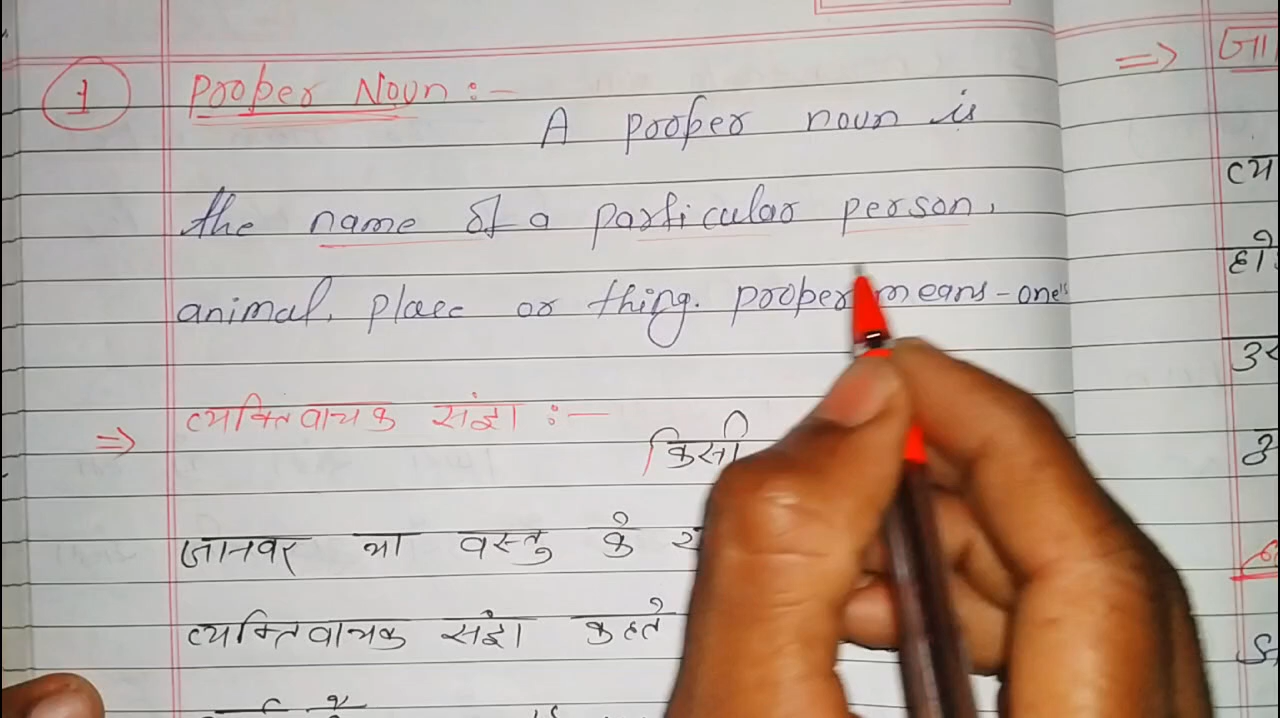 1 Proper Noun :-
A proper noun is
the name of a particular person,
animal, place or thing. proper means - one's
⇒ व्यक्तिवाचक संज्ञा :-
किसी
जानवर या वस्तु के
व्यक्तिवाचक संज्ञा कहते
⇒